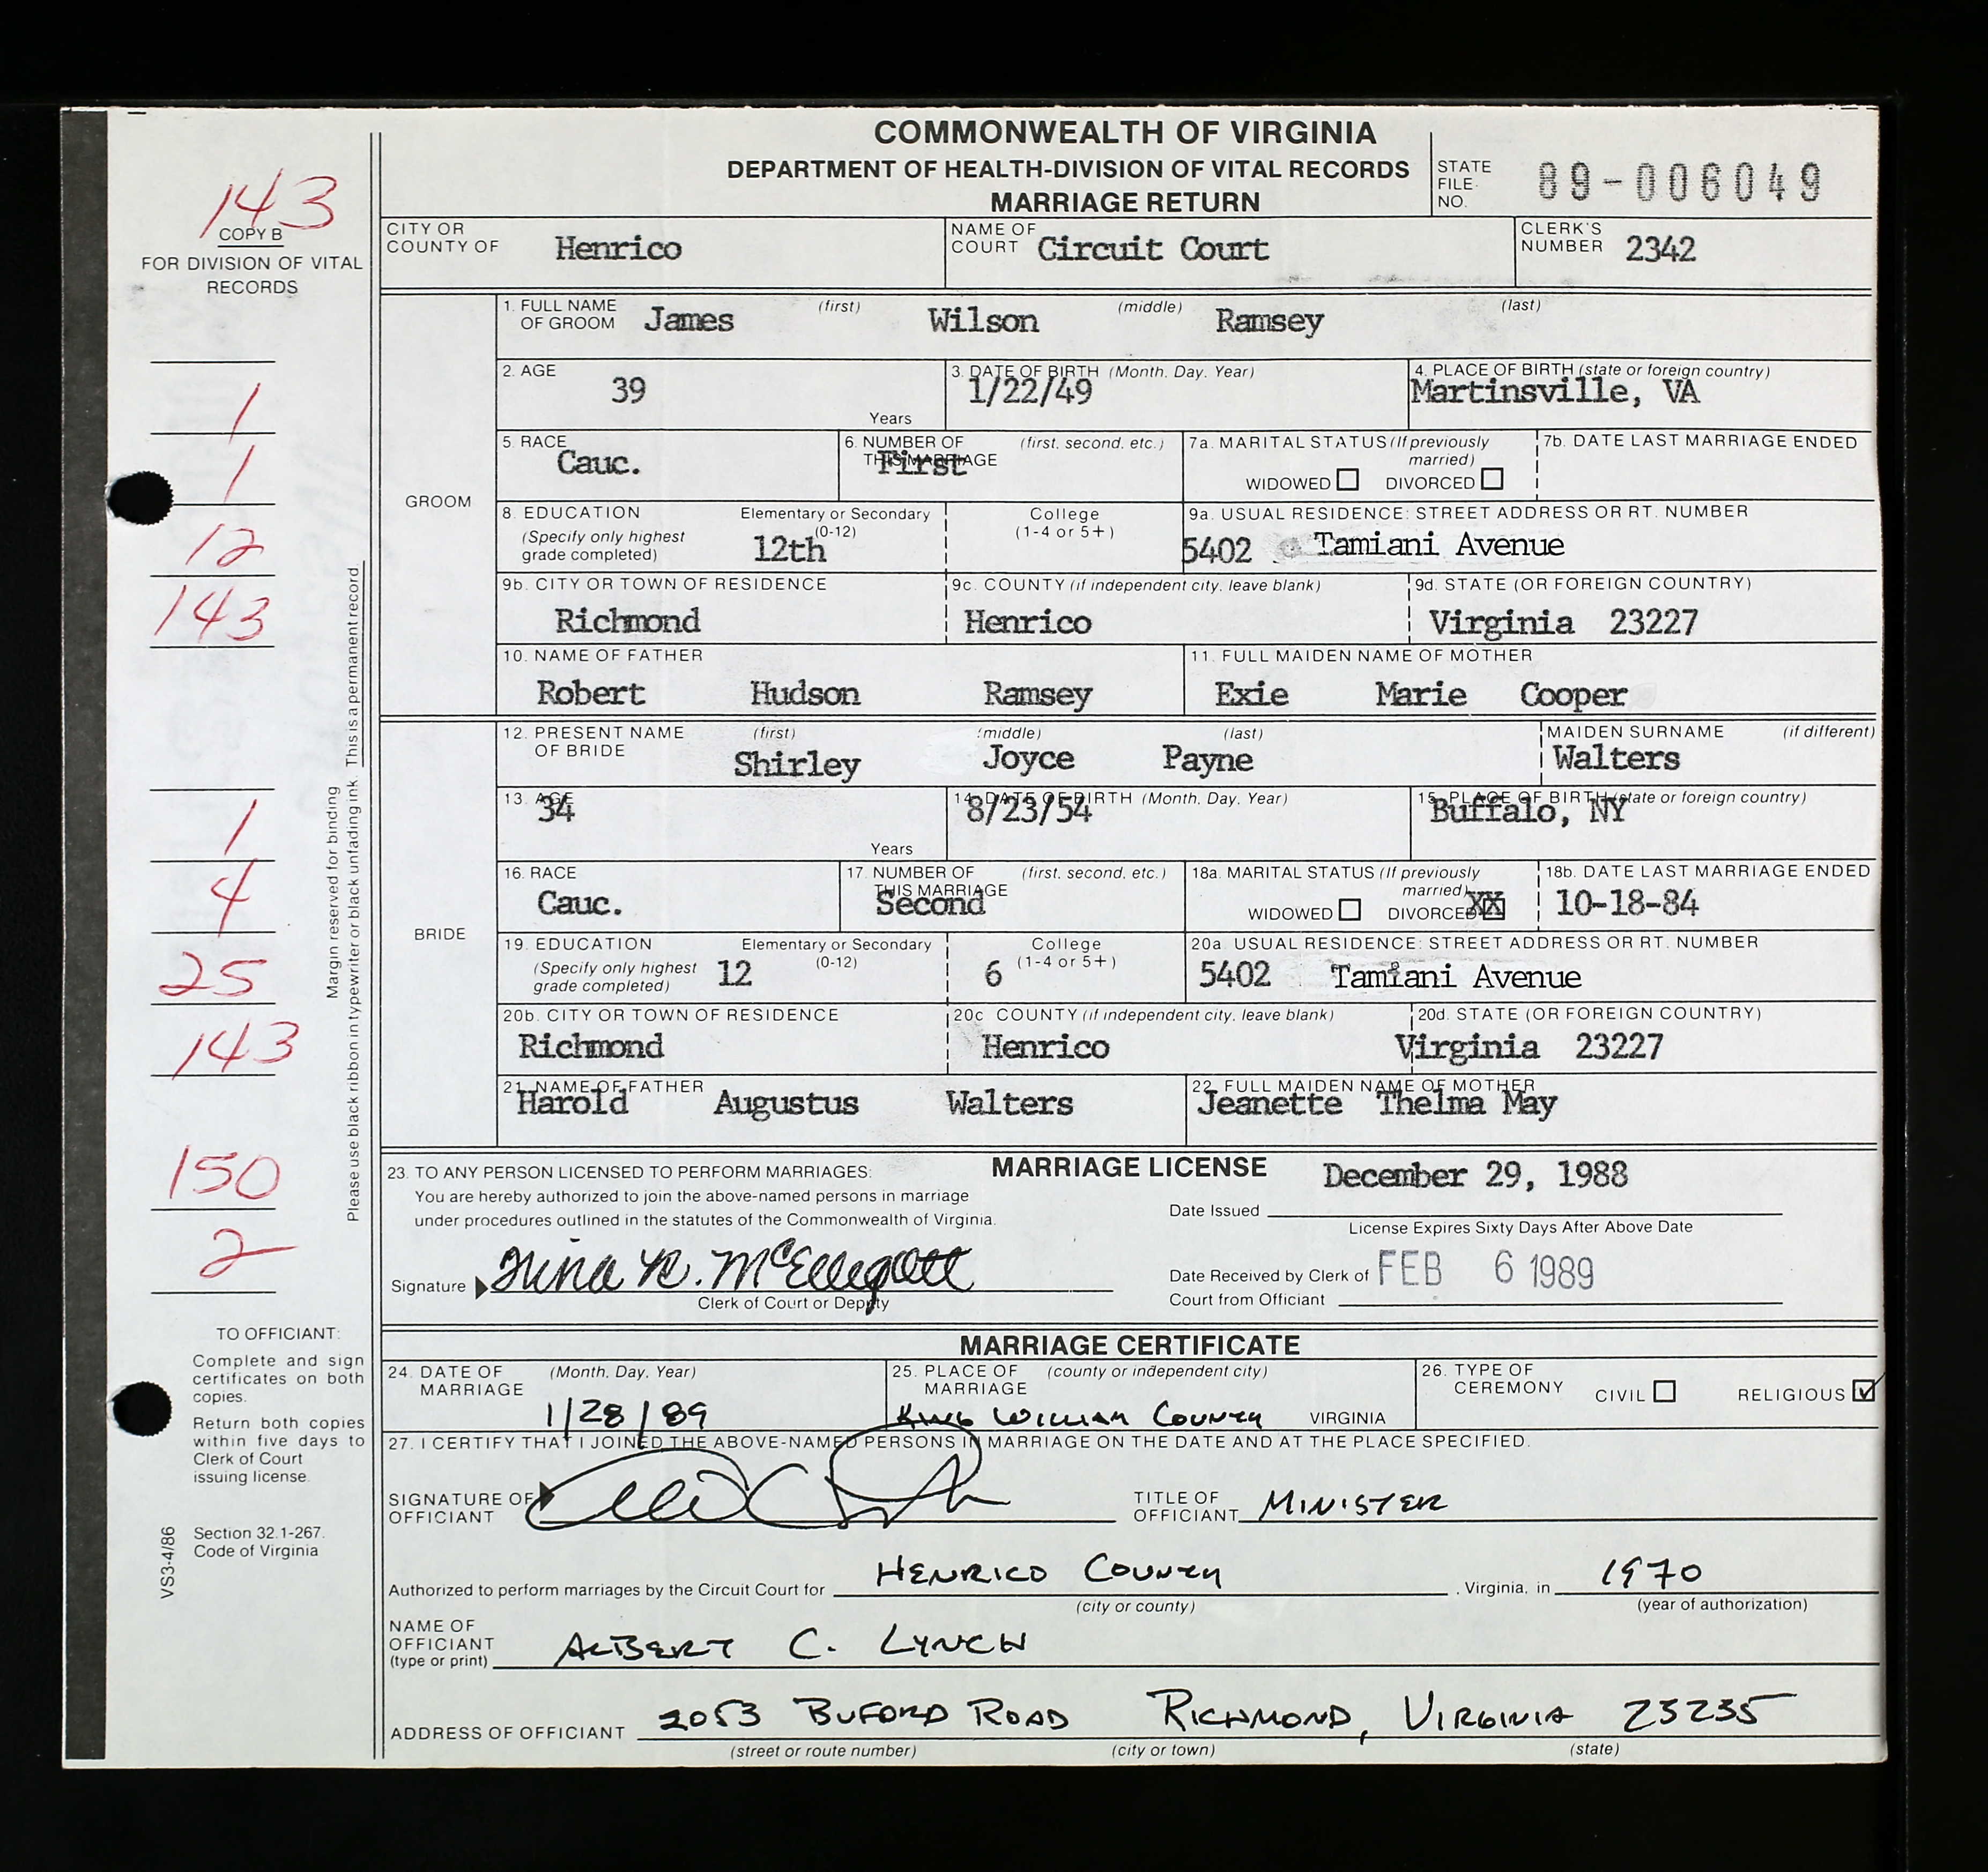 COMMONWEALTH OF VIRGINIA
DEPARTMENT OF HEALTH-DIVISION OF VITAL RECORDS
MARRIAGE RETURN
STATE FILE NO. 89-006049
143
COPY B
FOR DIVISION OF VITAL RECORDS
CITY OR COUNTY OF Henrico
NAME OF COURT Circuit Court
CLERK'S NUMBER 2342
GROOM
1. FULL NAME OF GROOM (first) (middle) (last)
James Wilson Ramsey
2. AGE 39 Years
3. DATE OF BIRTH (Month, Day, Year) 1/22/49
4. PLACE OF BIRTH (state or foreign country) Martinsville, VA
5. RACE Cauc.
6. NUMBER OF THIS MARRIAGE (first, second, etc.) First
7a. MARITAL STATUS (If previously married) WIDOWED DIVORCED
7b. DATE LAST MARRIAGE ENDED
8. EDUCATION (Specify only highest grade completed) Elementary or Secondary (0-12) 12th College (1-4 or 5+)
9a. USUAL RESIDENCE: STREET ADDRESS OR RT. NUMBER 5402 Tamiani Avenue
9b. CITY OR TOWN OF RESIDENCE Richmond
9c. COUNTY (if independent city, leave blank) Henrico
9d. STATE (OR FOREIGN COUNTRY) Virginia 23227
10. NAME OF FATHER Robert Hudson Ramsey
11. FULL MAIDEN NAME OF MOTHER Exie Marie Cooper
BRIDE
12. PRESENT NAME OF BRIDE (first) (middle) (last)
Shirley Joyce Payne
MAIDEN SURNAME (if different) Walters
13. AGE 34 Years
14. DATE OF BIRTH (Month, Day, Year) 8/23/54
15. PLACE OF BIRTH (state or foreign country) Buffalo, NY
16. RACE Cauc.
17. NUMBER OF THIS MARRIAGE (first, second, etc.) Second
18a. MARITAL STATUS (If previously married) WIDOWED DIVORCED XX
18b. DATE LAST MARRIAGE ENDED 10-18-84
19. EDUCATION (Specify only highest grade completed) Elementary or Secondary (0-12) 12 College (1-4 or 5+) 6
20a. USUAL RESIDENCE: STREET ADDRESS OR RT. NUMBER 5402 Tamiani Avenue
20b. CITY OR TOWN OF RESIDENCE Richmond
20c COUNTY (if independent city, leave blank) Henrico
20d. STATE (OR FOREIGN COUNTRY) Virginia 23227
21. NAME OF FATHER Harold Augustus Walters
22. FULL MAIDEN NAME OF MOTHER Jeanette Thelma May
1
1
12
143
1
4
25
143
150
2
Margin reserved for binding
Please use black ribbon in typewriter or black unfading ink This is a permanent record.
MARRIAGE LICENSE
23. TO ANY PERSON LICENSED TO PERFORM MARRIAGES:
You are hereby authorized to join the above-named persons in marriage
under procedures outlined in the statutes of the Commonwealth of Virginia.
Date Issued December 29, 1988
License Expires Sixty Days After Above Date
Signature McElligott
Clerk of Court or Deputy
Date Received by Clerk of Court from Officiant FEB 6 1989
MARRIAGE CERTIFICATE
24. DATE OF MARRIAGE (Month, Day, Year) 1/28/89
25. PLACE OF MARRIAGE (county or independent city) KING WILLIAM COUNTY VIRGINIA
26. TYPE OF CEREMONY CIVIL RELIGIOUS
27. I CERTIFY THAT I JOINED THE ABOVE-NAMED PERSONS IN MARRIAGE ON THE DATE AND AT THE PLACE SPECIFIED.
SIGNATURE OF OFFICIANT
TITLE OF OFFICIANT MINISTER
Authorized to perform marriages by the Circuit Court for HENRICO COUNTY, Virginia, in 1970
(city or county) (year of authorization)
NAME OF OFFICIANT (type or print) ALBERT C. LYNCH
ADDRESS OF OFFICIANT 2053 BUFORD ROAD RICHMOND, VIRGINIA 23235
(street or route number) (city or town) (state)
TO OFFICIANT:
Complete and sign
certificates on both
copies.
Return both copies
within five days to
Clerk of Court
issuing license.
Section 32.1-267.
Code of Virginia
VS3-4/86